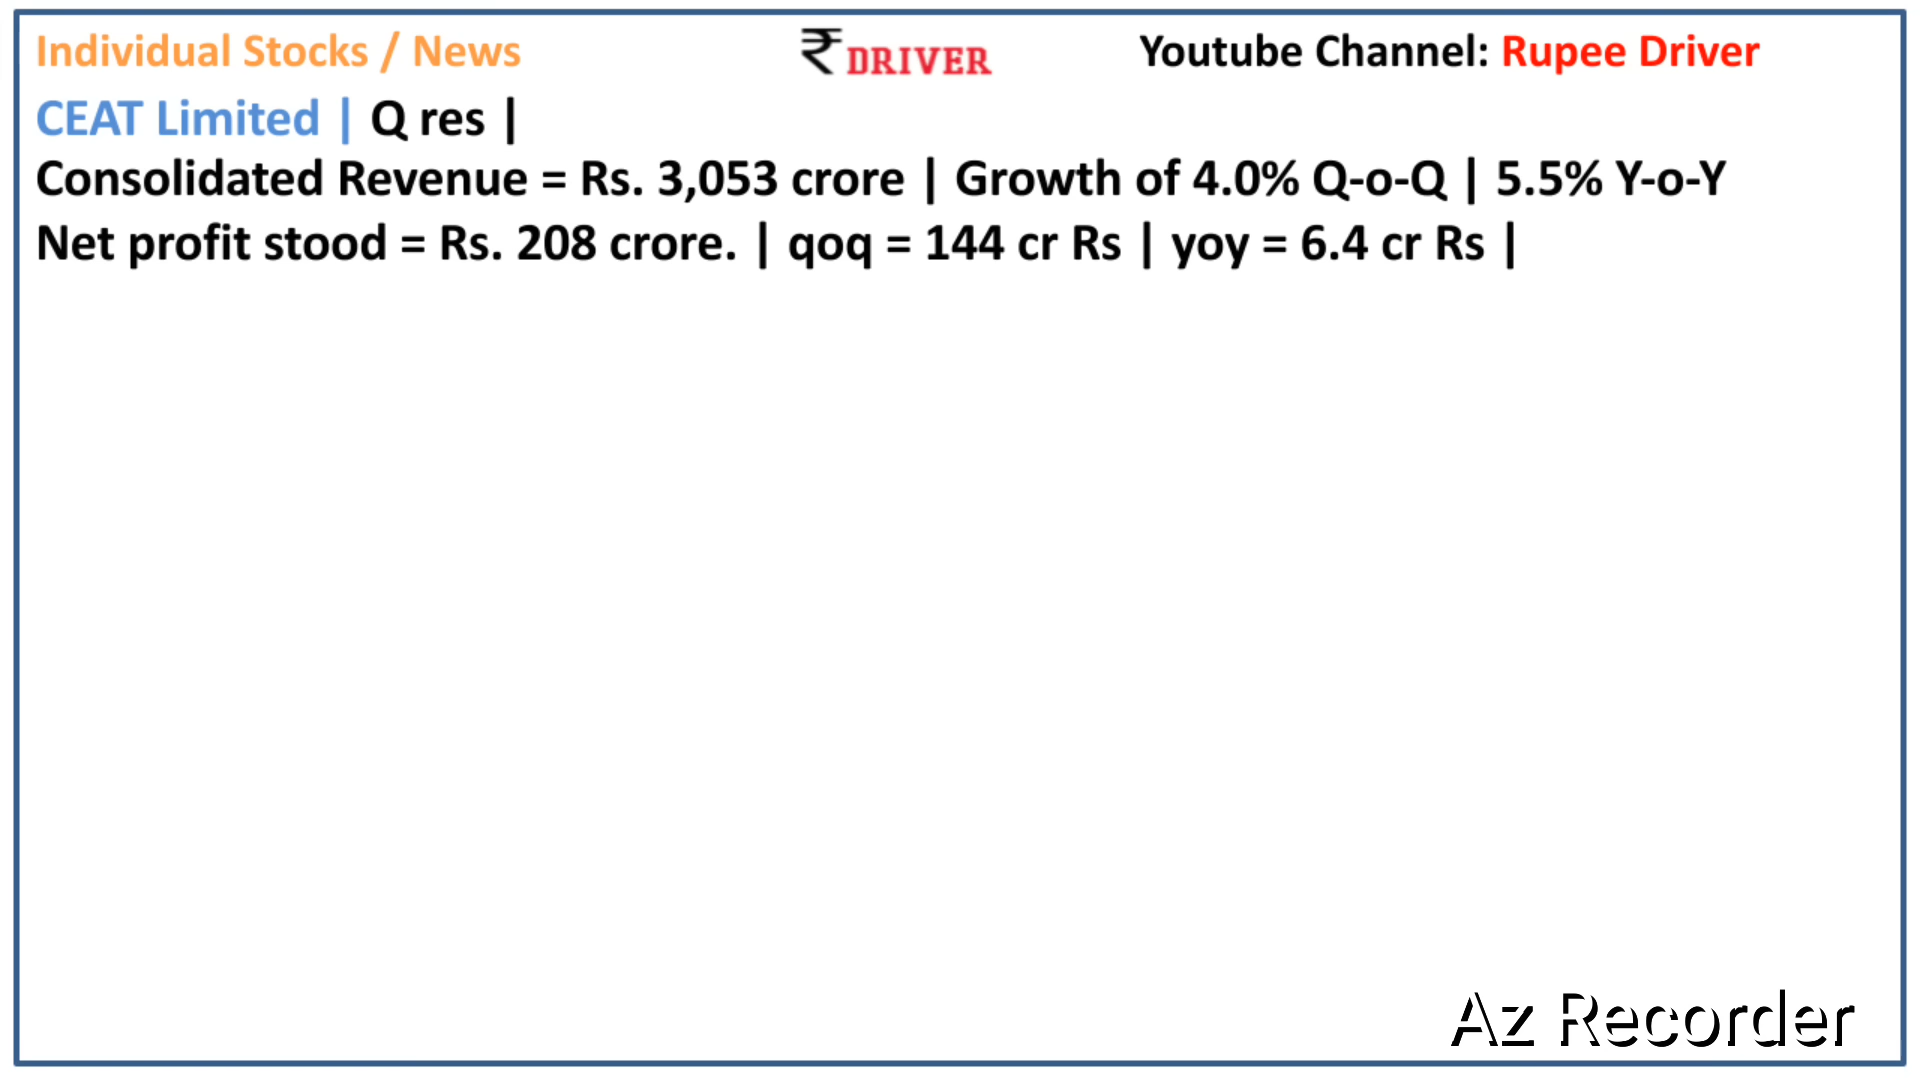 Individual Stocks / News
₹ DRIVER
Youtube Channel: Rupee Driver
CEAT Limited | Q res |
Consolidated Revenue = Rs. 3,053 crore | Growth of 4.0% Q-o-Q | 5.5% Y-o-Y
Net profit stood = Rs. 208 crore. | qoq = 144 cr Rs | yoy = 6.4 cr Rs |
Az Recorder